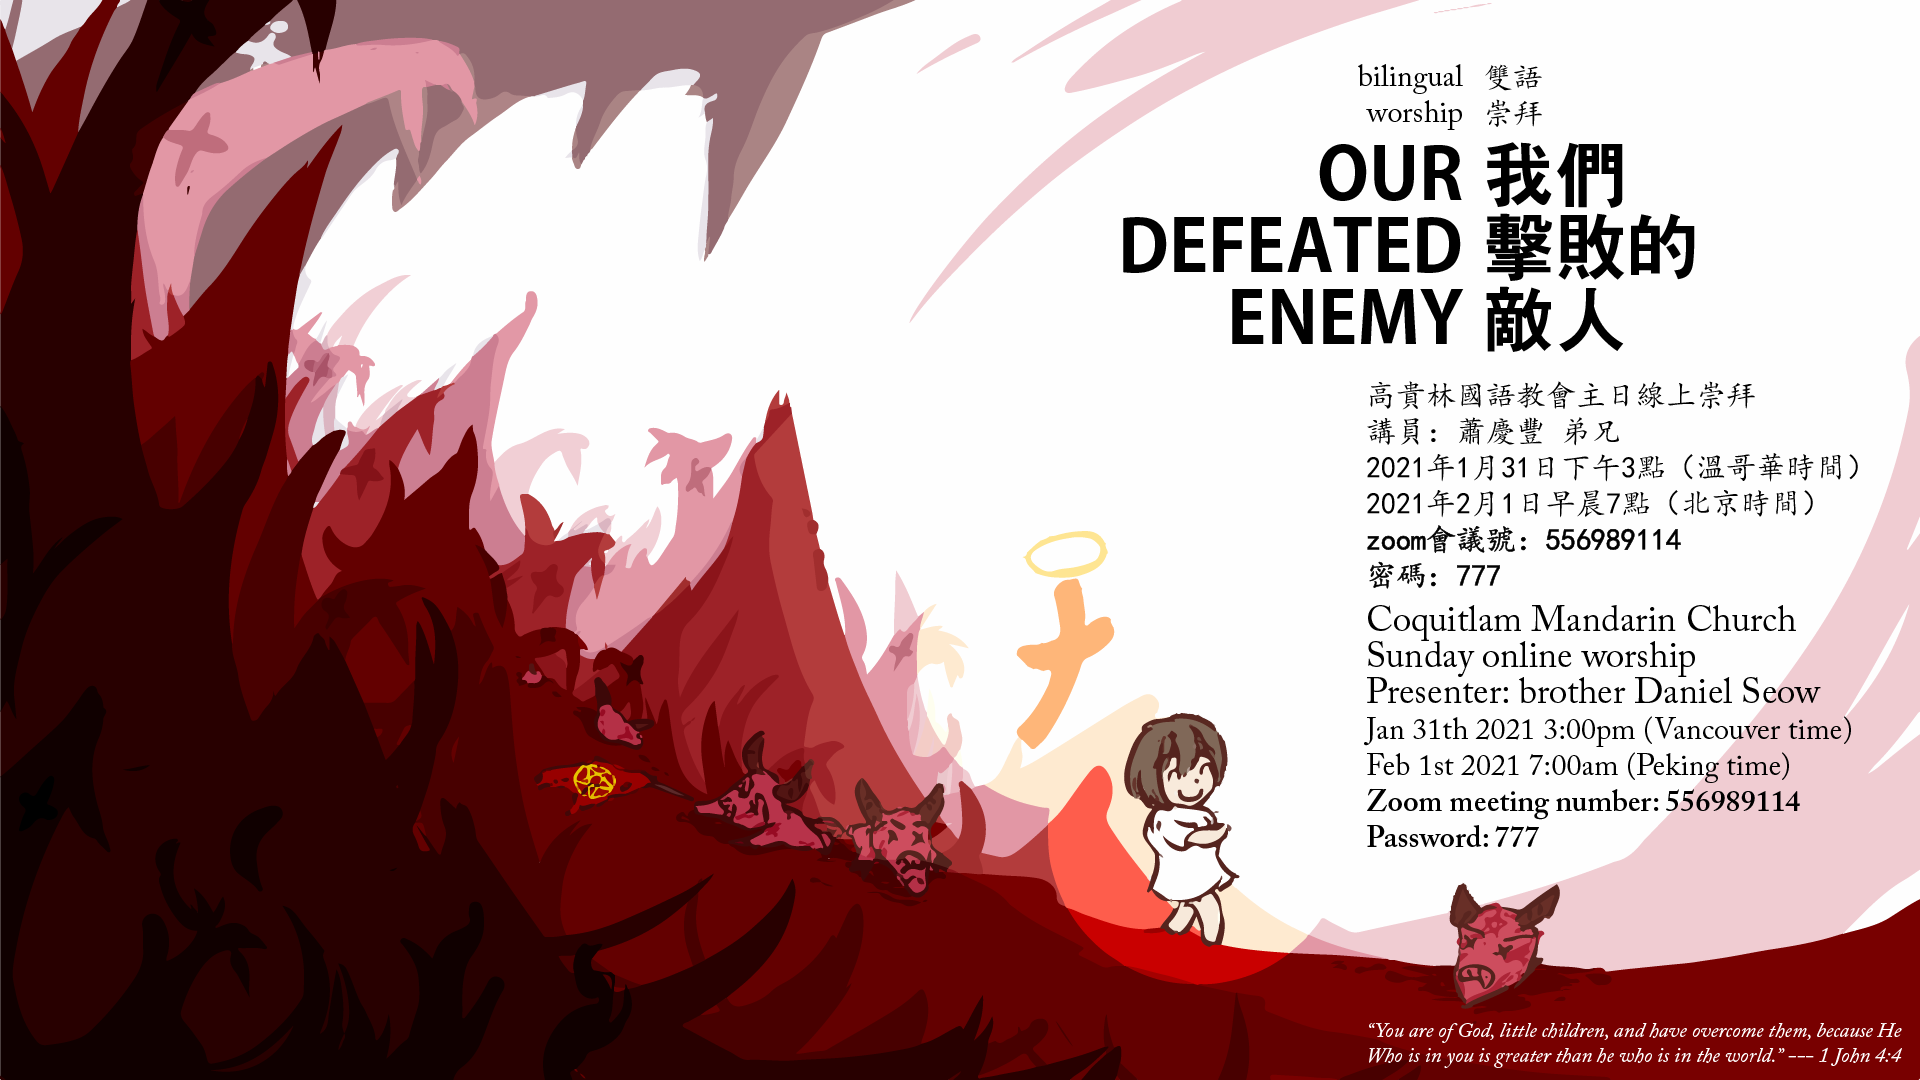 bilingual 雙語
worship 崇拜
OUR 我們
DEFEATED 擊敗的
ENEMY 敵人
高貴林國語教會主日線上崇拜
講員：蕭慶豐 弟兄
2021年1月31日下午3點（溫哥華時間）
2021年2月1日早晨7點（北京時間）
zoom會議號：556989114
密碼：777
Coquitlam Mandarin Church
Sunday online worship
Presenter: brother Daniel Seow
Jan 31th 2021 3:00pm (Vancouver time)
Feb 1st 2021 7:00am (Peking time)
Zoom meeting number: 556989114
Password: 777
“You are of God, little children, and have overcome them, because He
Who is in you is greater than he who is in the world.” --- 1 John 4:4